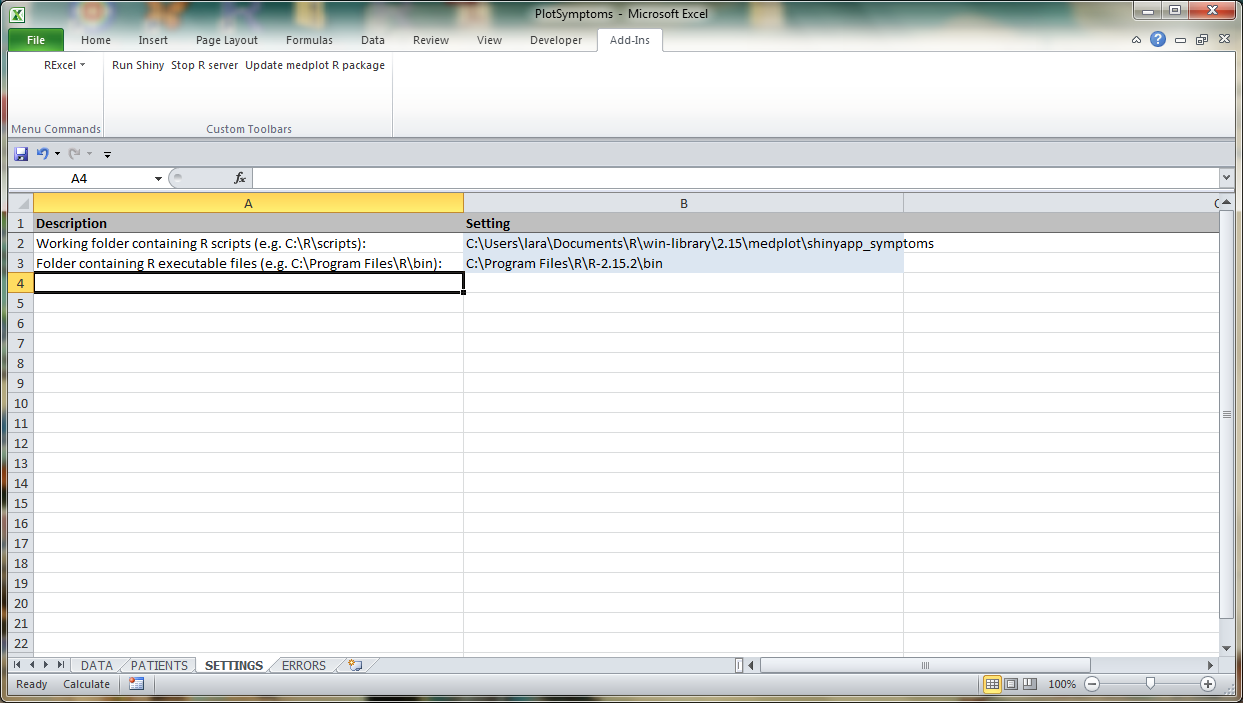 PlotSymptoms - Microsoft Excel
File Home Insert Page Layout Formulas Data Review View Developer Add-Ins
RExcel Run Shiny Stop R server Update medplot R package
Menu Commands Custom Toolbars
A4 fx
A B C
1 Description Setting
2 Working folder containing R scripts (e.g. C:\R\scripts): C:\Users\lara\Documents\R\win-library\2.15\medplot\shinyapp_symptoms
3 Folder containing R executable files (e.g. C:\Program Files\R\bin): C:\Program Files\R\R-2.15.2\bin
4
5
6
7
8
9
10
11
12
13
14
15
16
17
18
19
20
21
22
DATA PATIENTS SETTINGS ERRORS
Ready Calculate 100%